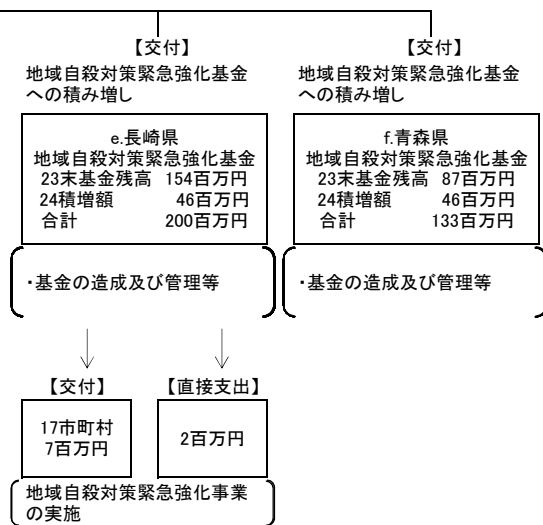 【交付】
地域自殺対策緊急強化基金
への積み増し
e.長崎県
地域自殺対策緊急強化基金
23末基金残高 154百万円
24積増額 46百万円
合計 200百万円
・基金の造成及び管理等
【交付】
17市町村
7百万円
【直接支出】
2百万円
地域自殺対策緊急強化事業
の実施
【交付】
地域自殺対策緊急強化基金
への積み増し
f.青森県
地域自殺対策緊急強化基金
23末基金残高 87百万円
24積増額 46百万円
合計 133百万円
・基金の造成及び管理等